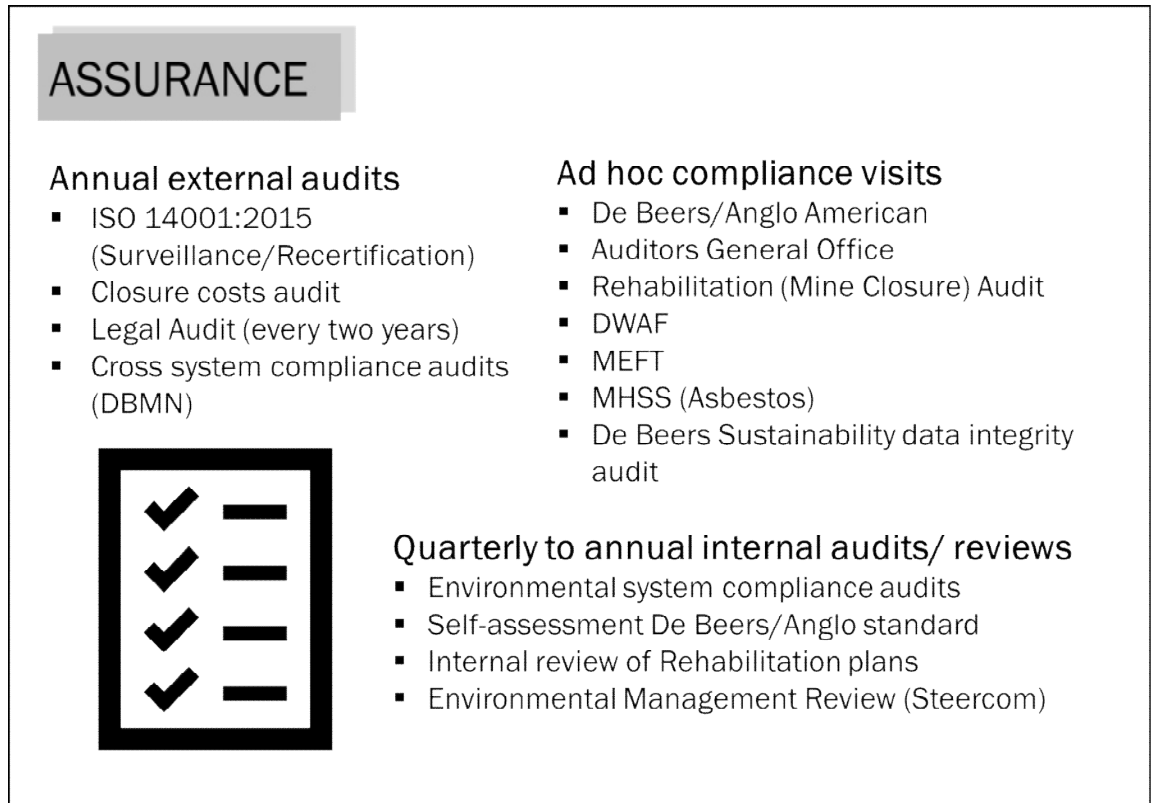 ASSURANCE
Annual external audits
▪ ISO 14001:2015
(Surveillance/Recertification)
▪ Closure costs audit
▪ Legal Audit (every two years)
▪ Cross system compliance audits
(DBMN)
Ad hoc compliance visits
▪ De Beers/Anglo American
▪ Auditors General Office
▪ Rehabilitation (Mine Closure) Audit
▪ DWAF
▪ MEFT
▪ MHSS (Asbestos)
▪ De Beers Sustainability data integrity
audit
Quarterly to annual internal audits/ reviews
▪ Environmental system compliance audits
▪ Self-assessment De Beers/Anglo standard
▪ Internal review of Rehabilitation plans
▪ Environmental Management Review (Steercom)